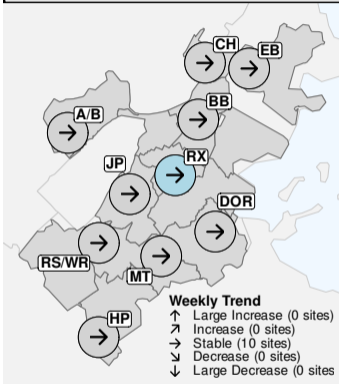 CH
EB
BB
A/B
RX
JP
DOR
RS/WR
MT
HP
Weekly Trend
↑ Large Increase (0 sites)
↗ Increase (0 sites)
→ Stable (10 sites)
↘ Decrease (0 sites)
↓ Large Decrease (0 sites